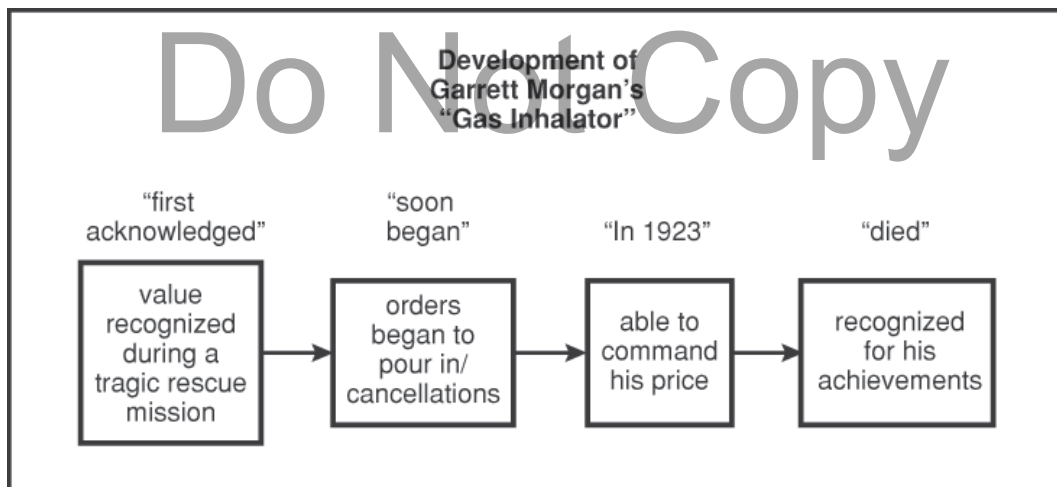 Do Not Copy
Development of
Garrett Morgan’s
“Gas Inhalator”
“first
acknowledged”
“soon
began”
“In 1923”
“died”
value
recognized
during a
tragic rescue
mission
orders
began to
pour in/
cancellations
able to
command
his price
recognized
for his
achievements